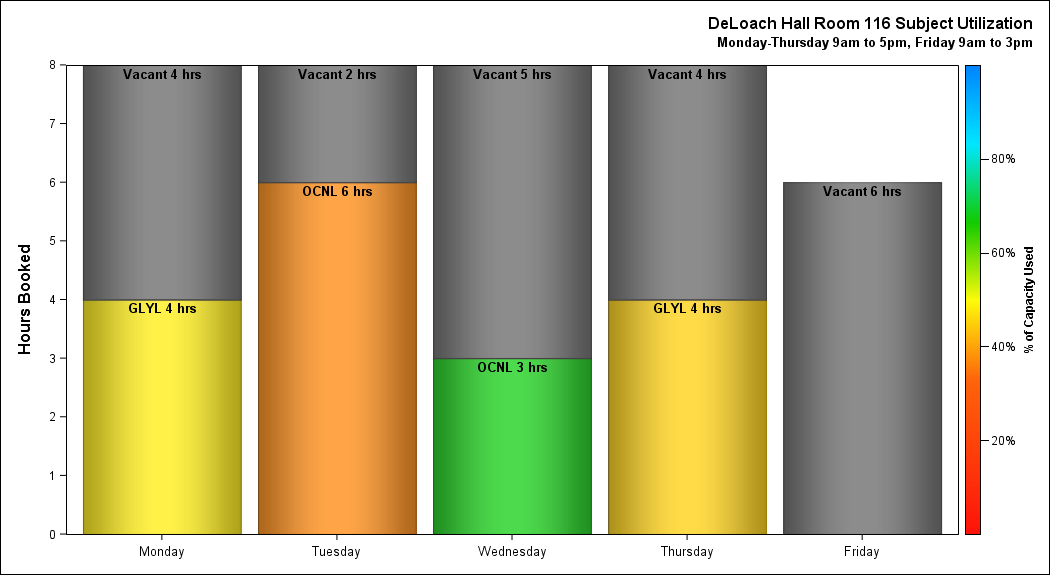 DeLoach Hall Room 116 Subject Utilization
Monday-Thursday 9am to 5pm, Friday 9am to 3pm
Hours Booked
8
7
6
5
4
3
2
1
0
Vacant 4 hrs
GLYL 4 hrs
Vacant 2 hrs
OCNL 6 hrs
Vacant 5 hrs
OCNL 3 hrs
Vacant 4 hrs
GLYL 4 hrs
Vacant 6 hrs
Monday
Tuesday
Wednesday
Thursday
Friday
80%
60%
40%
20%
% of Capacity Used